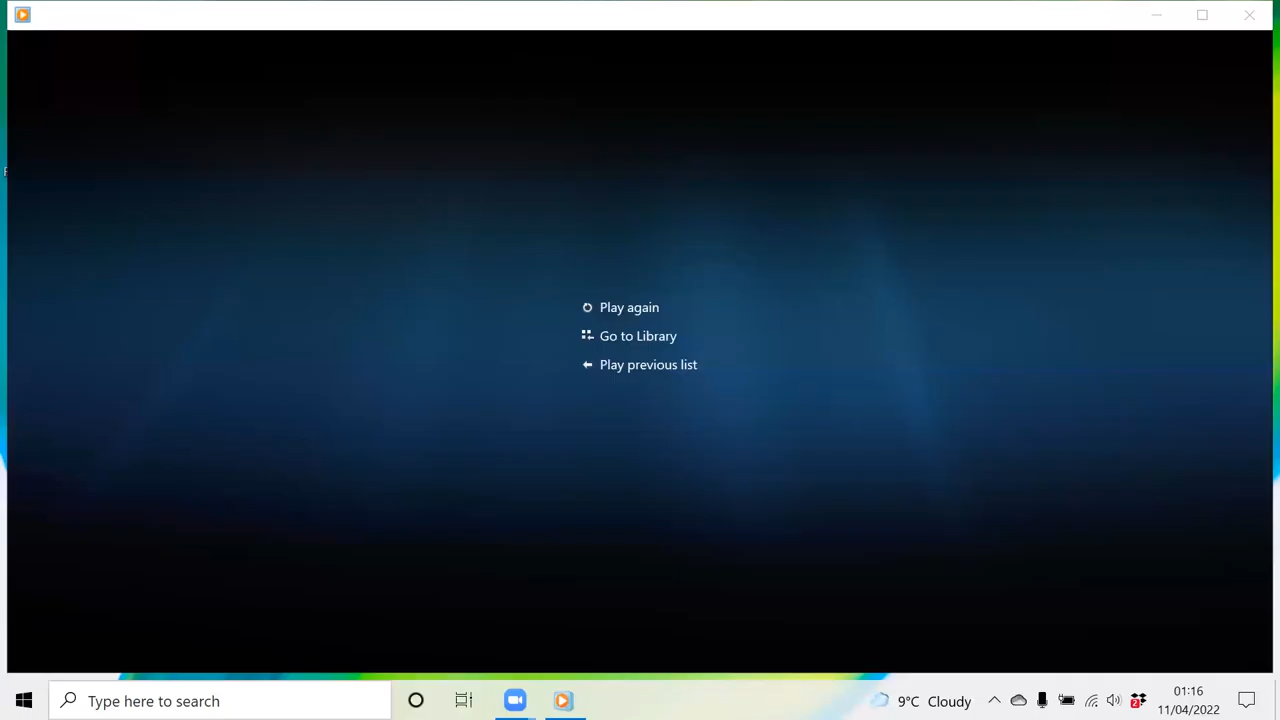 Play again
Go to Library
Play previous list
Type here to search
9°C Cloudy
2
01:16
11/04/2022